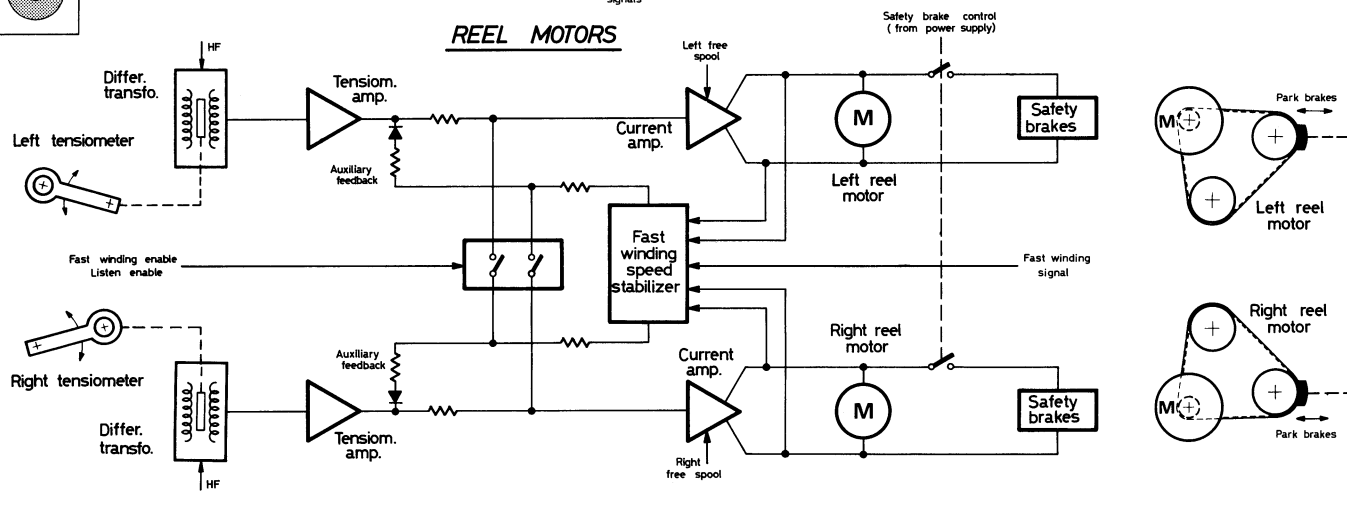 signals
REEL MOTORS
HF
Differ.
transfo.
Left tensiometer
Tensiom.
amp.
Auxiliary
feedback
Left free
spool
Current
amp.
Safety brake control
( from power supply)
M
Left reel
motor
Safety
brakes
M
Park brakes
Left reel
motor
Fast winding enable
Listen enable
Fast
winding
speed
stabilizer
Fast winding
signal
Right tensiometer
Differ.
transfo.
HF
Auxiliary
feedback
Tensiom.
amp.
Current
amp.
Right
free spool
Right reel
motor
M
Safety
brakes
Right reel
motor
M
Park brakes